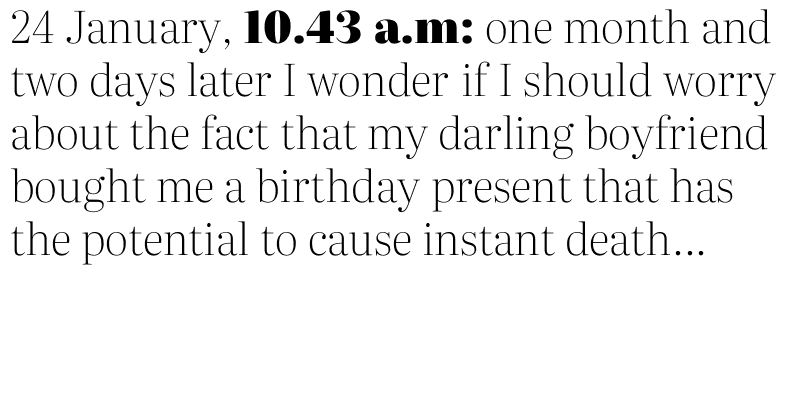 24 January, 10.43 a.m: one month and
two days later I wonder if I should worry
about the fact that my darling boyfriend
bought me a birthday present that has
the potential to cause instant death...